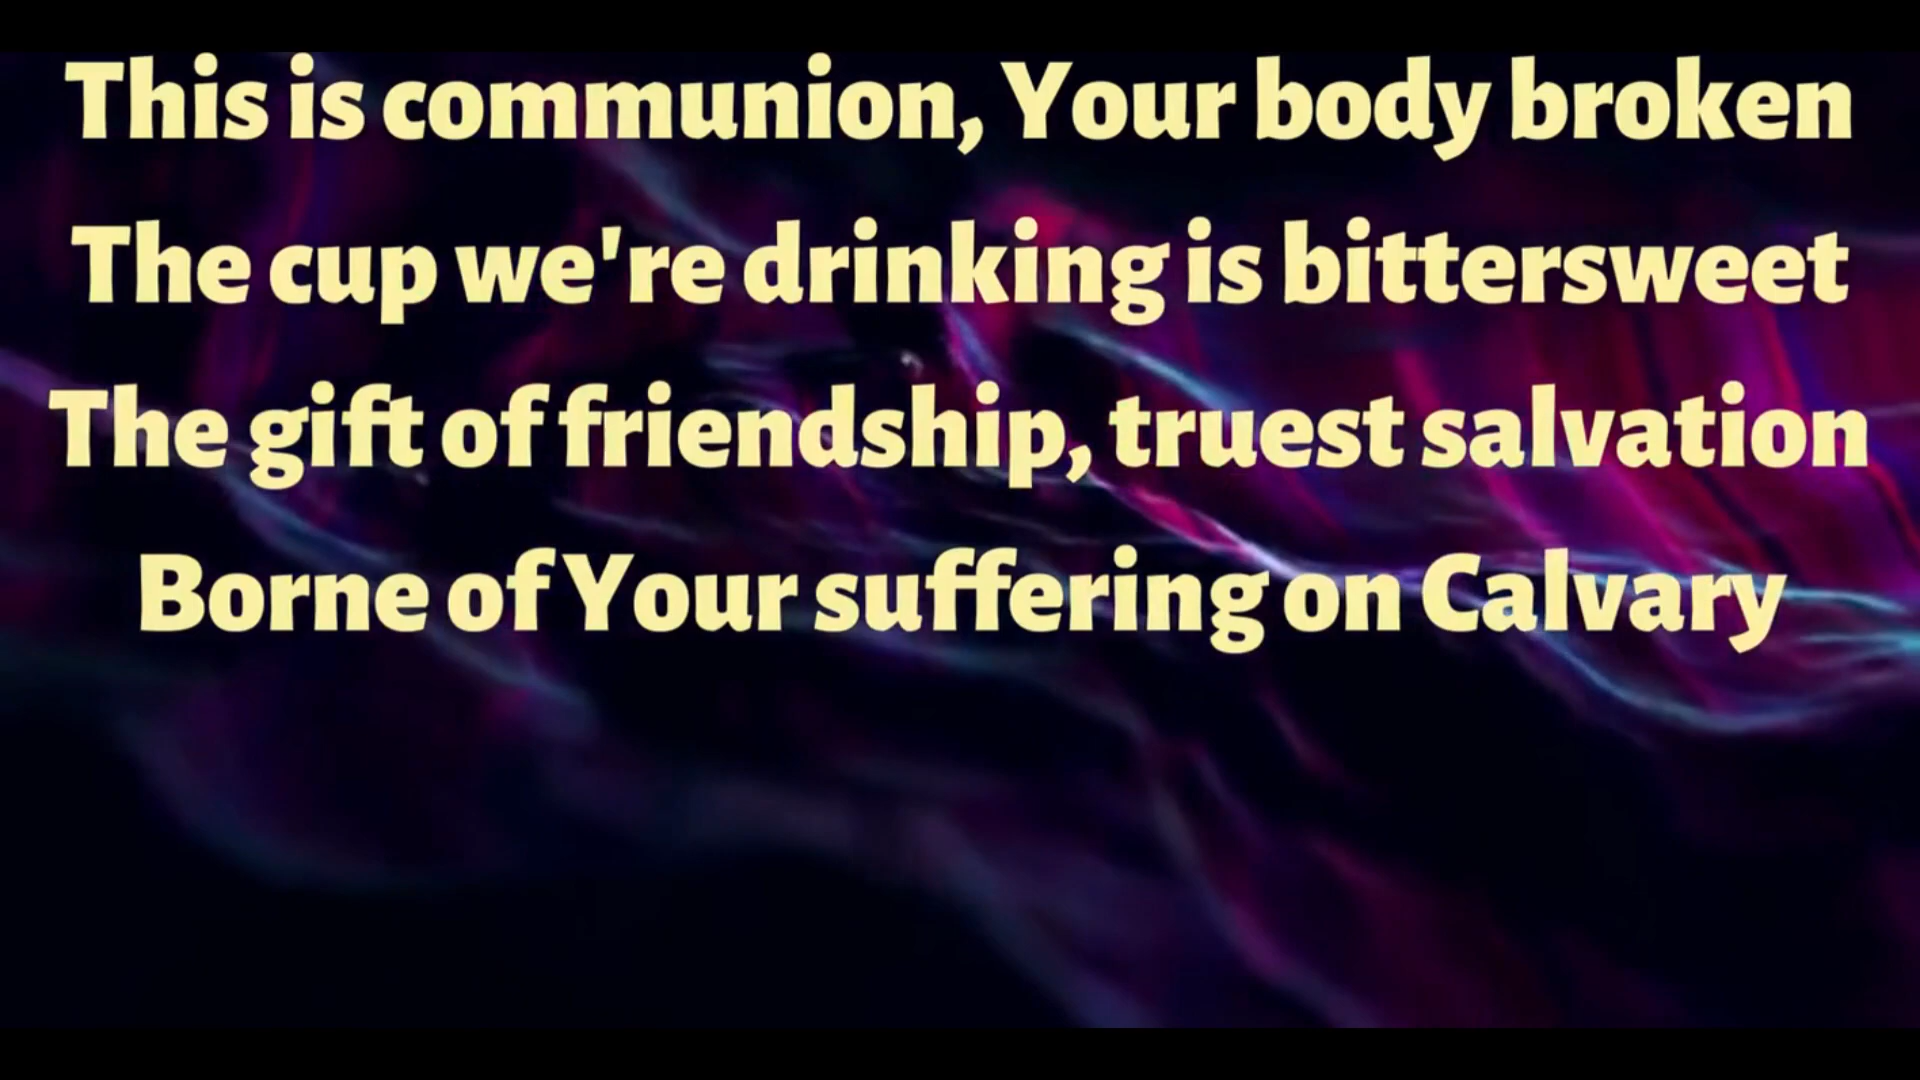 This is communion, Your body broken
The cup we're drinking is bittersweet
The gift of friendship, truest salvation
Borne of Your suffering on Calvary